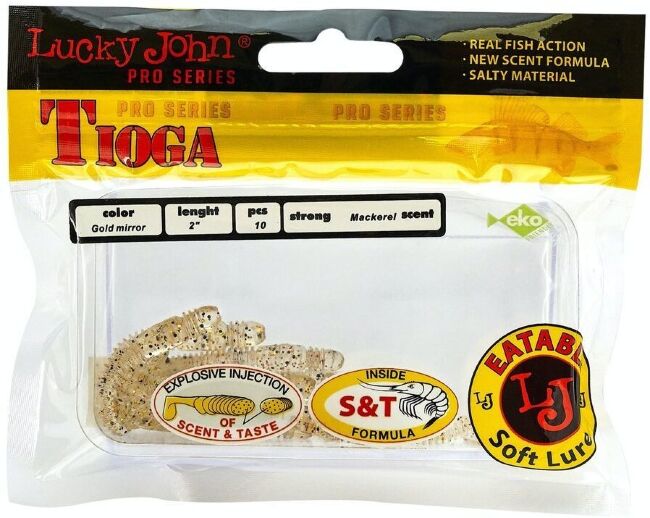 Lucky John®
PRO SERIES
· REAL FISH ACTION
· NEW SCENT FORMULA
· SALTY MATERIAL
PRO SERIES PRO SERIES
TIOGA
color lenght pcs strong Mackerel scent
Gold mirror 2" 10
eko
EXPLOSIVE INJECTION
OF
SCENT & TASTE
INSIDE
S&T
FORMULA
EATABL
LJ LJ LJ
Soft Lure